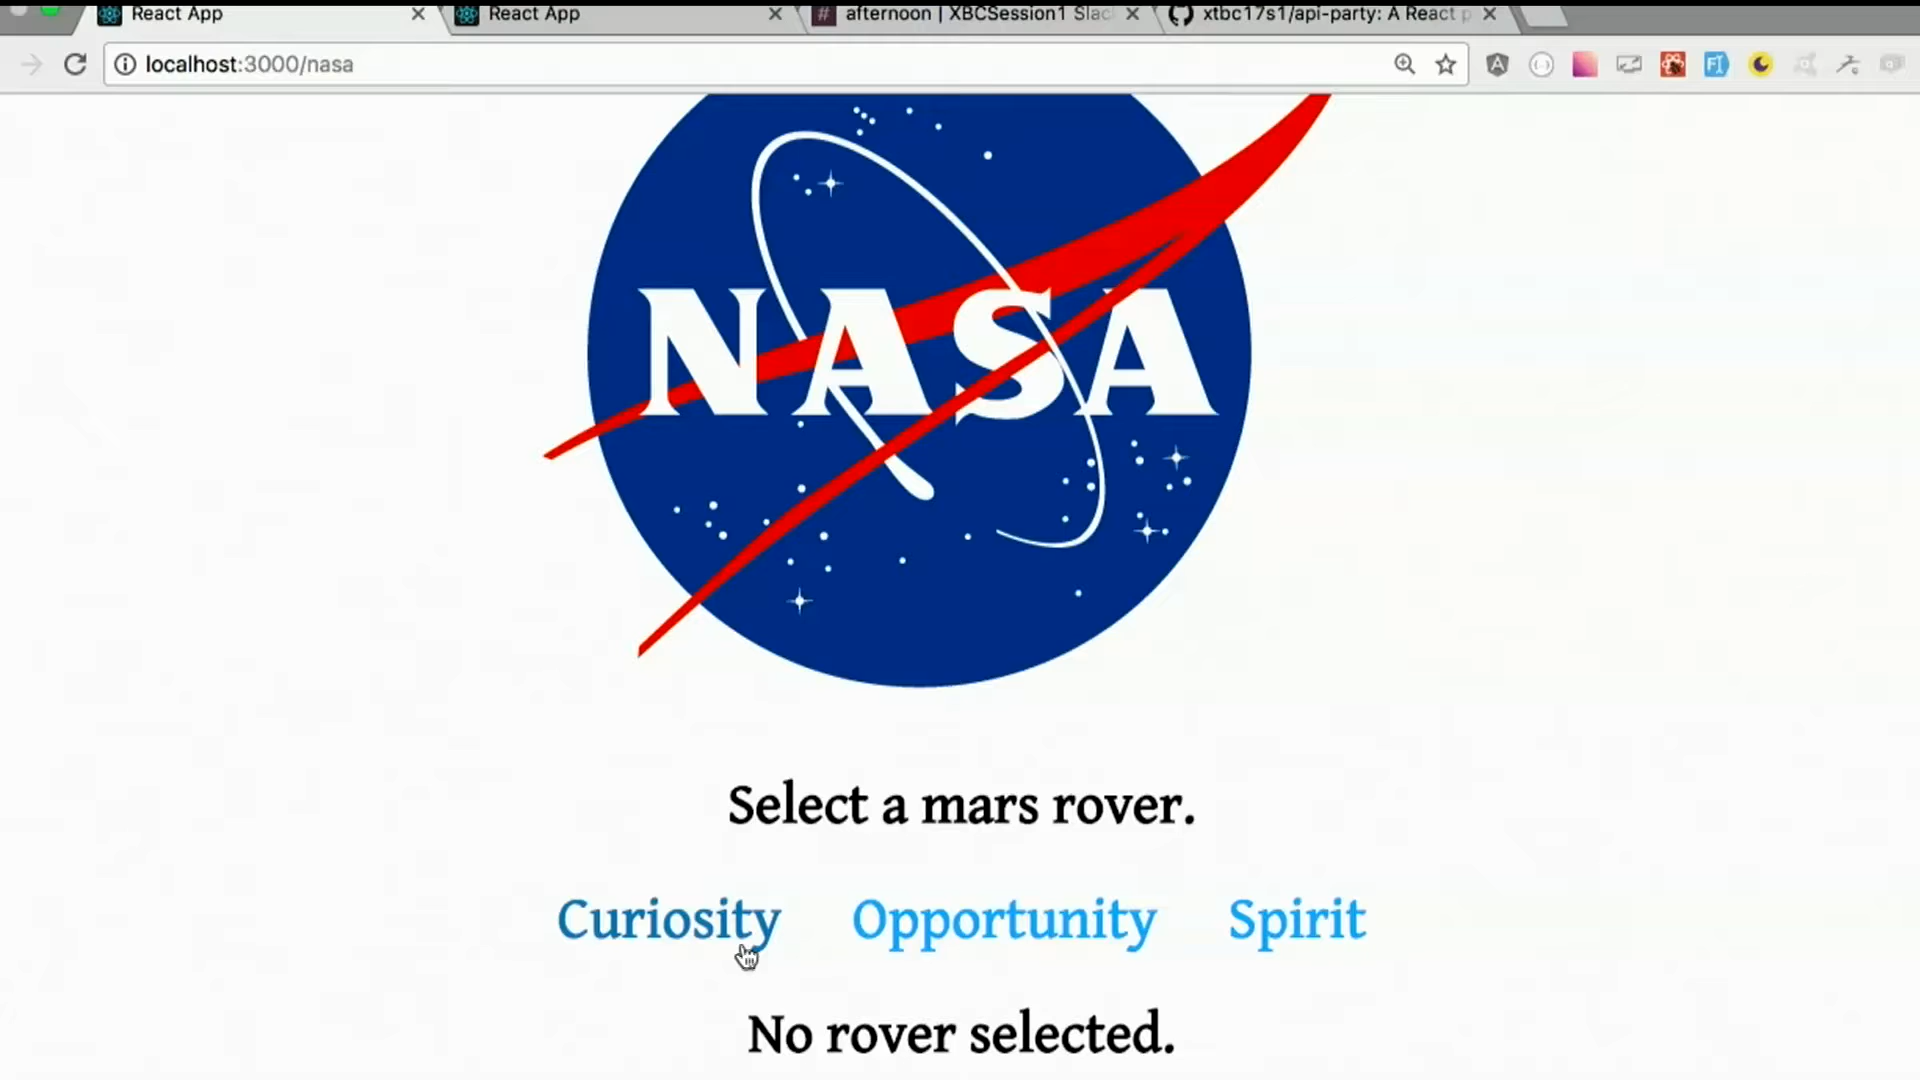 React App
React App
afternoon | XBCSession1 Slac
xtbc17s1/api-party: A React p
localhost:3000/nasa
NASA
Select a mars rover.
Curiosity Opportunity Spirit
No rover selected.